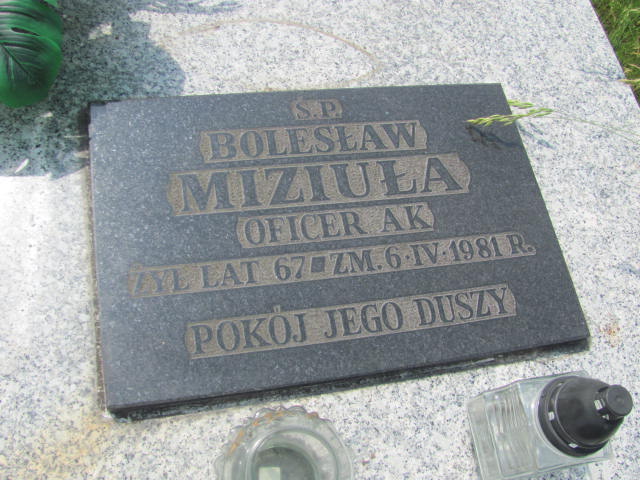 Ś.P.
BOLESŁAW
MIZIUŁA
OFICER AK
ŻYŁ LAT 67 ▪ ZM. 6·IV·1981 R.
POKÓJ JEGO DUSZY